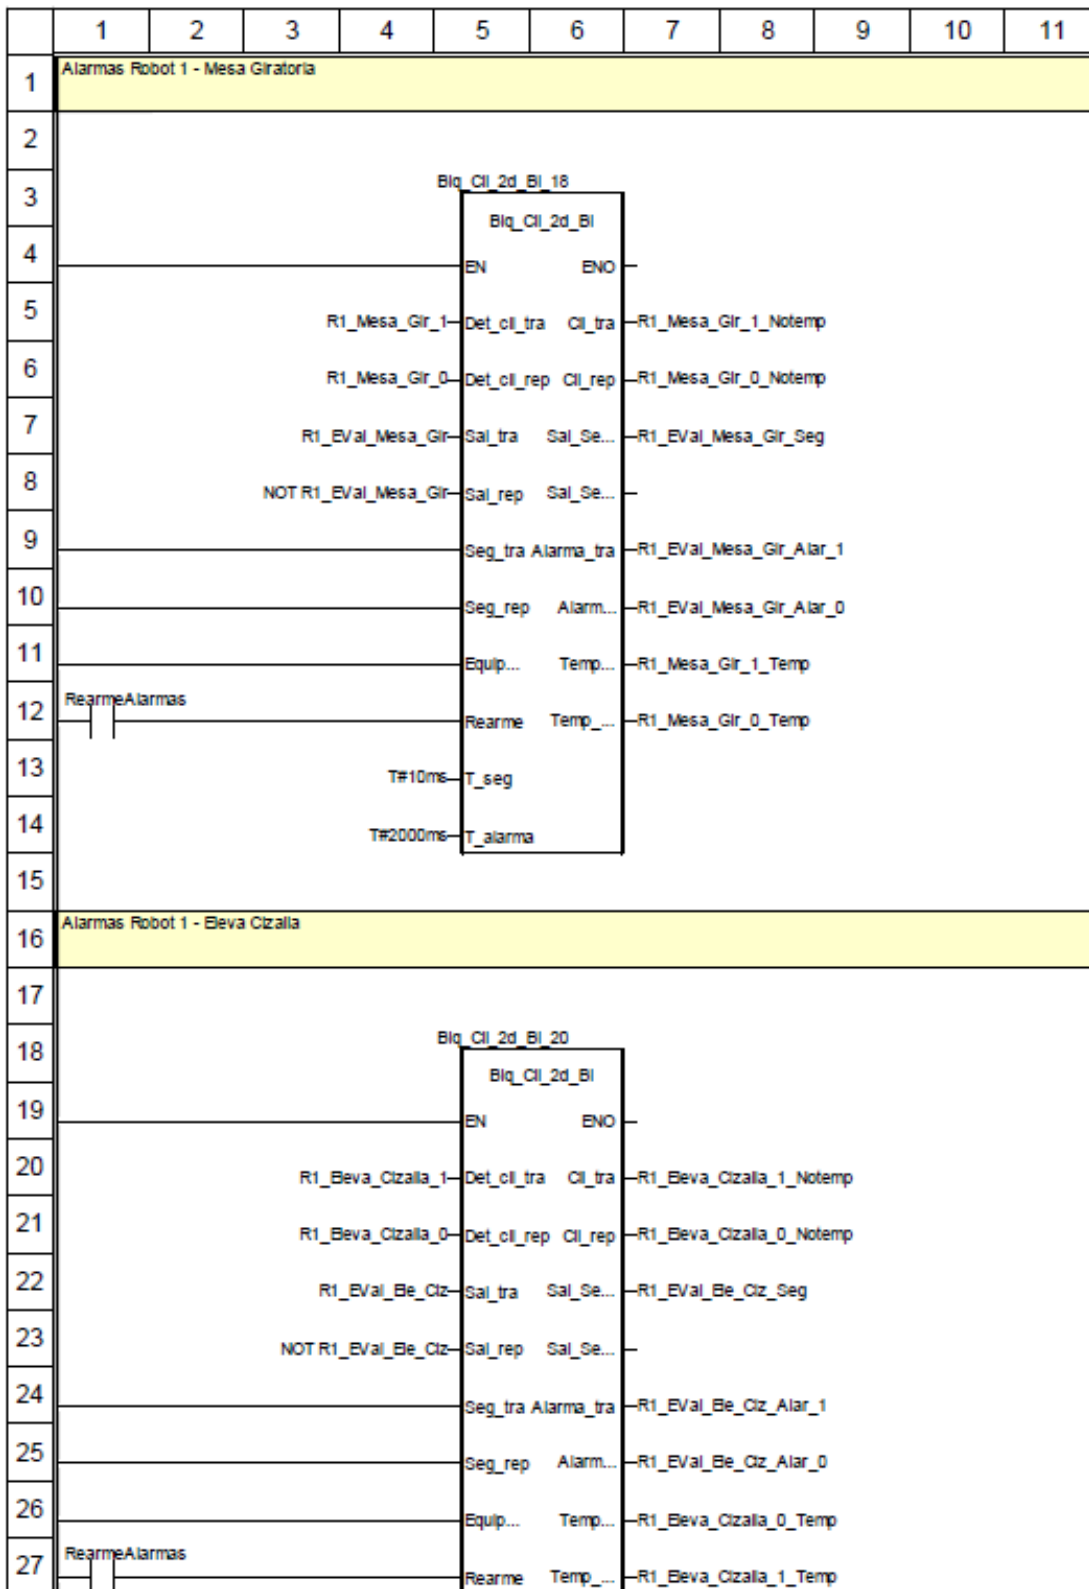 1 2 3 4 5 6 7 8 9 10 11
1 Alarmas Robot 1 - Mesa Giratoria
2
Blq_Cil_2d_Bi_18
3
Blq_Cil_2d_Bi
4 EN ENO
5 R1_Mesa_Gir_1 Det_cil_tra Cil_tra R1_Mesa_Gir_1_Notemp
6 R1_Mesa_Gir_0 Det_cil_rep Cil_rep R1_Mesa_Gir_0_Notemp
7 R1_EVal_Mesa_Gir Sal_tra Sal_Se... R1_EVal_Mesa_Gir_Seg
8 NOT R1_EVal_Mesa_Gir Sal_rep Sal_Se...
9 Seg_tra Alarma_tra R1_EVal_Mesa_Gir_Alar_1
10 Seg_rep Alarm... R1_EVal_Mesa_Gir_Alar_0
11 Equip... Temp... R1_Mesa_Gir_1_Temp
RearmeAlarmas
12 Rearme Temp_... R1_Mesa_Gir_0_Temp
13 T#10ms T_seg
14 T#2000ms T_alarma
15
16 Alarmas Robot 1 - Eleva Cizalla
17
Blq_Cil_2d_Bi_20
18
Blq_Cil_2d_Bi
19 EN ENO
20 R1_Eleva_Cizalla_1 Det_cil_tra Cil_tra R1_Eleva_Cizalla_1_Notemp
21 R1_Eleva_Cizalla_0 Det_cil_rep Cil_rep R1_Eleva_Cizalla_0_Notemp
22 R1_EVal_Ele_Ciz Sal_tra Sal_Se... R1_EVal_Ele_Ciz_Seg
23 NOT R1_EVal_Ele_Ciz Sal_rep Sal_Se...
24 Seg_tra Alarma_tra R1_EVal_Ele_Ciz_Alar_1
25 Seg_rep Alarm... R1_EVal_Ele_Ciz_Alar_0
26 Equip... Temp... R1_Eleva_Cizalla_0_Temp
RearmeAlarmas
27 Rearme Temp_... R1_Eleva_Cizalla_1_Temp